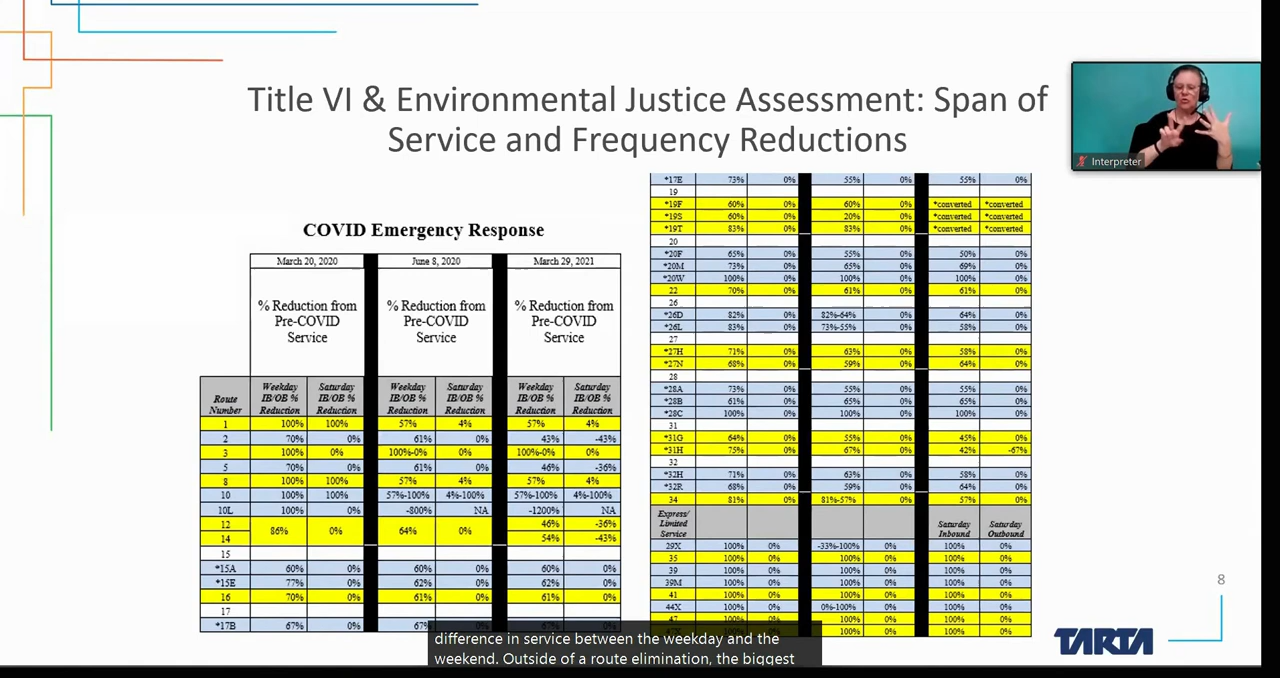 Title VI & Environmental Justice Assessment: Span of
Service and Frequency Reductions
Interpreter
COVID Emergency Response
March 20, 2020 June 8, 2020 March 29, 2021
% Reduction from Pre-COVID Service % Reduction from Pre-COVID Service % Reduction from Pre-COVID Service
Route Number Weekday IB/OB % Reduction Saturday IB/OB % Reduction Weekday IB/OB % Reduction Saturday IB/OB % Reduction Weekday IB/OB % Reduction Saturday IB/OB % Reduction
1 100% 100% 57% 4% 57% 4%
2 70% 0% 61% 0% 43% -43%
3 100% 0% 100%-0% 0% 100%-0% 0%
5 70% 0% 61% 0% 46% -36%
8 100% 100% 57% 4% 57% 4%
10 100% 100% 57%-100% 4%-100% 57%-100% 4%-100%
10L 100% 0% -800% NA -1200% NA
12 86% 0% 64% 0% 46% -36%
14 54% -43%
15
*15A 60% 0% 60% 0% 60% 0%
*15E 77% 0% 62% 0% 62% 0%
16 70% 0% 61% 0% 61% 0%
17
*17B 67% 0% 67%
*17E 73% 0% 55% 0% 55% 0%
19
*19F 60% 0% 60% 0% *converted *converted
*19S 60% 0% 20% 0% *converted *converted
*19T 83% 0% 83% 0% *converted *converted
20
*20F 65% 0% 55% 0% 50% 0%
*20M 73% 0% 65% 0% 69% 0%
*20W 100% 0% 100% 0% 100% 0%
22 70% 0% 61% 0% 61% 0%
26
*26D 82% 0% 82%-64% 0% 64% 0%
*26L 83% 0% 73%-55% 0% 58% 0%
27
*27H 71% 0% 63% 0% 58% 0%
*27N 68% 0% 59% 0% 64% 0%
28
*28A 73% 0% 55% 0% 55% 0%
*28B 61% 0% 65% 0% 65% 0%
*28C 100% 0% 100% 0% 100% 0%
31
*31G 64% 0% 55% 0% 45% 0%
*31H 75% 0% 67% 0% 42% -67%
32
*32H 71% 0% 63% 0% 58% 0%
*32R 68% 0% 59% 0% 64% 0%
34 81% 0% 81%-57% 0% 57% 0%
Express/ Limited Service Saturday Inbound Saturday Outbound
29X 100% 0% -33%-100% 0% 100% 0%
35 100% 0% 100% 0% 100% 0%
39 100% 0% 100% 0% 100% 0%
39M 100% 0% 100% 0% 100% 0%
41 100% 0% 100% 0% 100% 0%
44X 100% 0% 0%-100% 0% 100% 0%
47 100% 0% 100% 0%
100% 0% 100% 0%
difference in service between the weekday and the
weekend. Outside of a route elimination, the biggest
8
TARTA